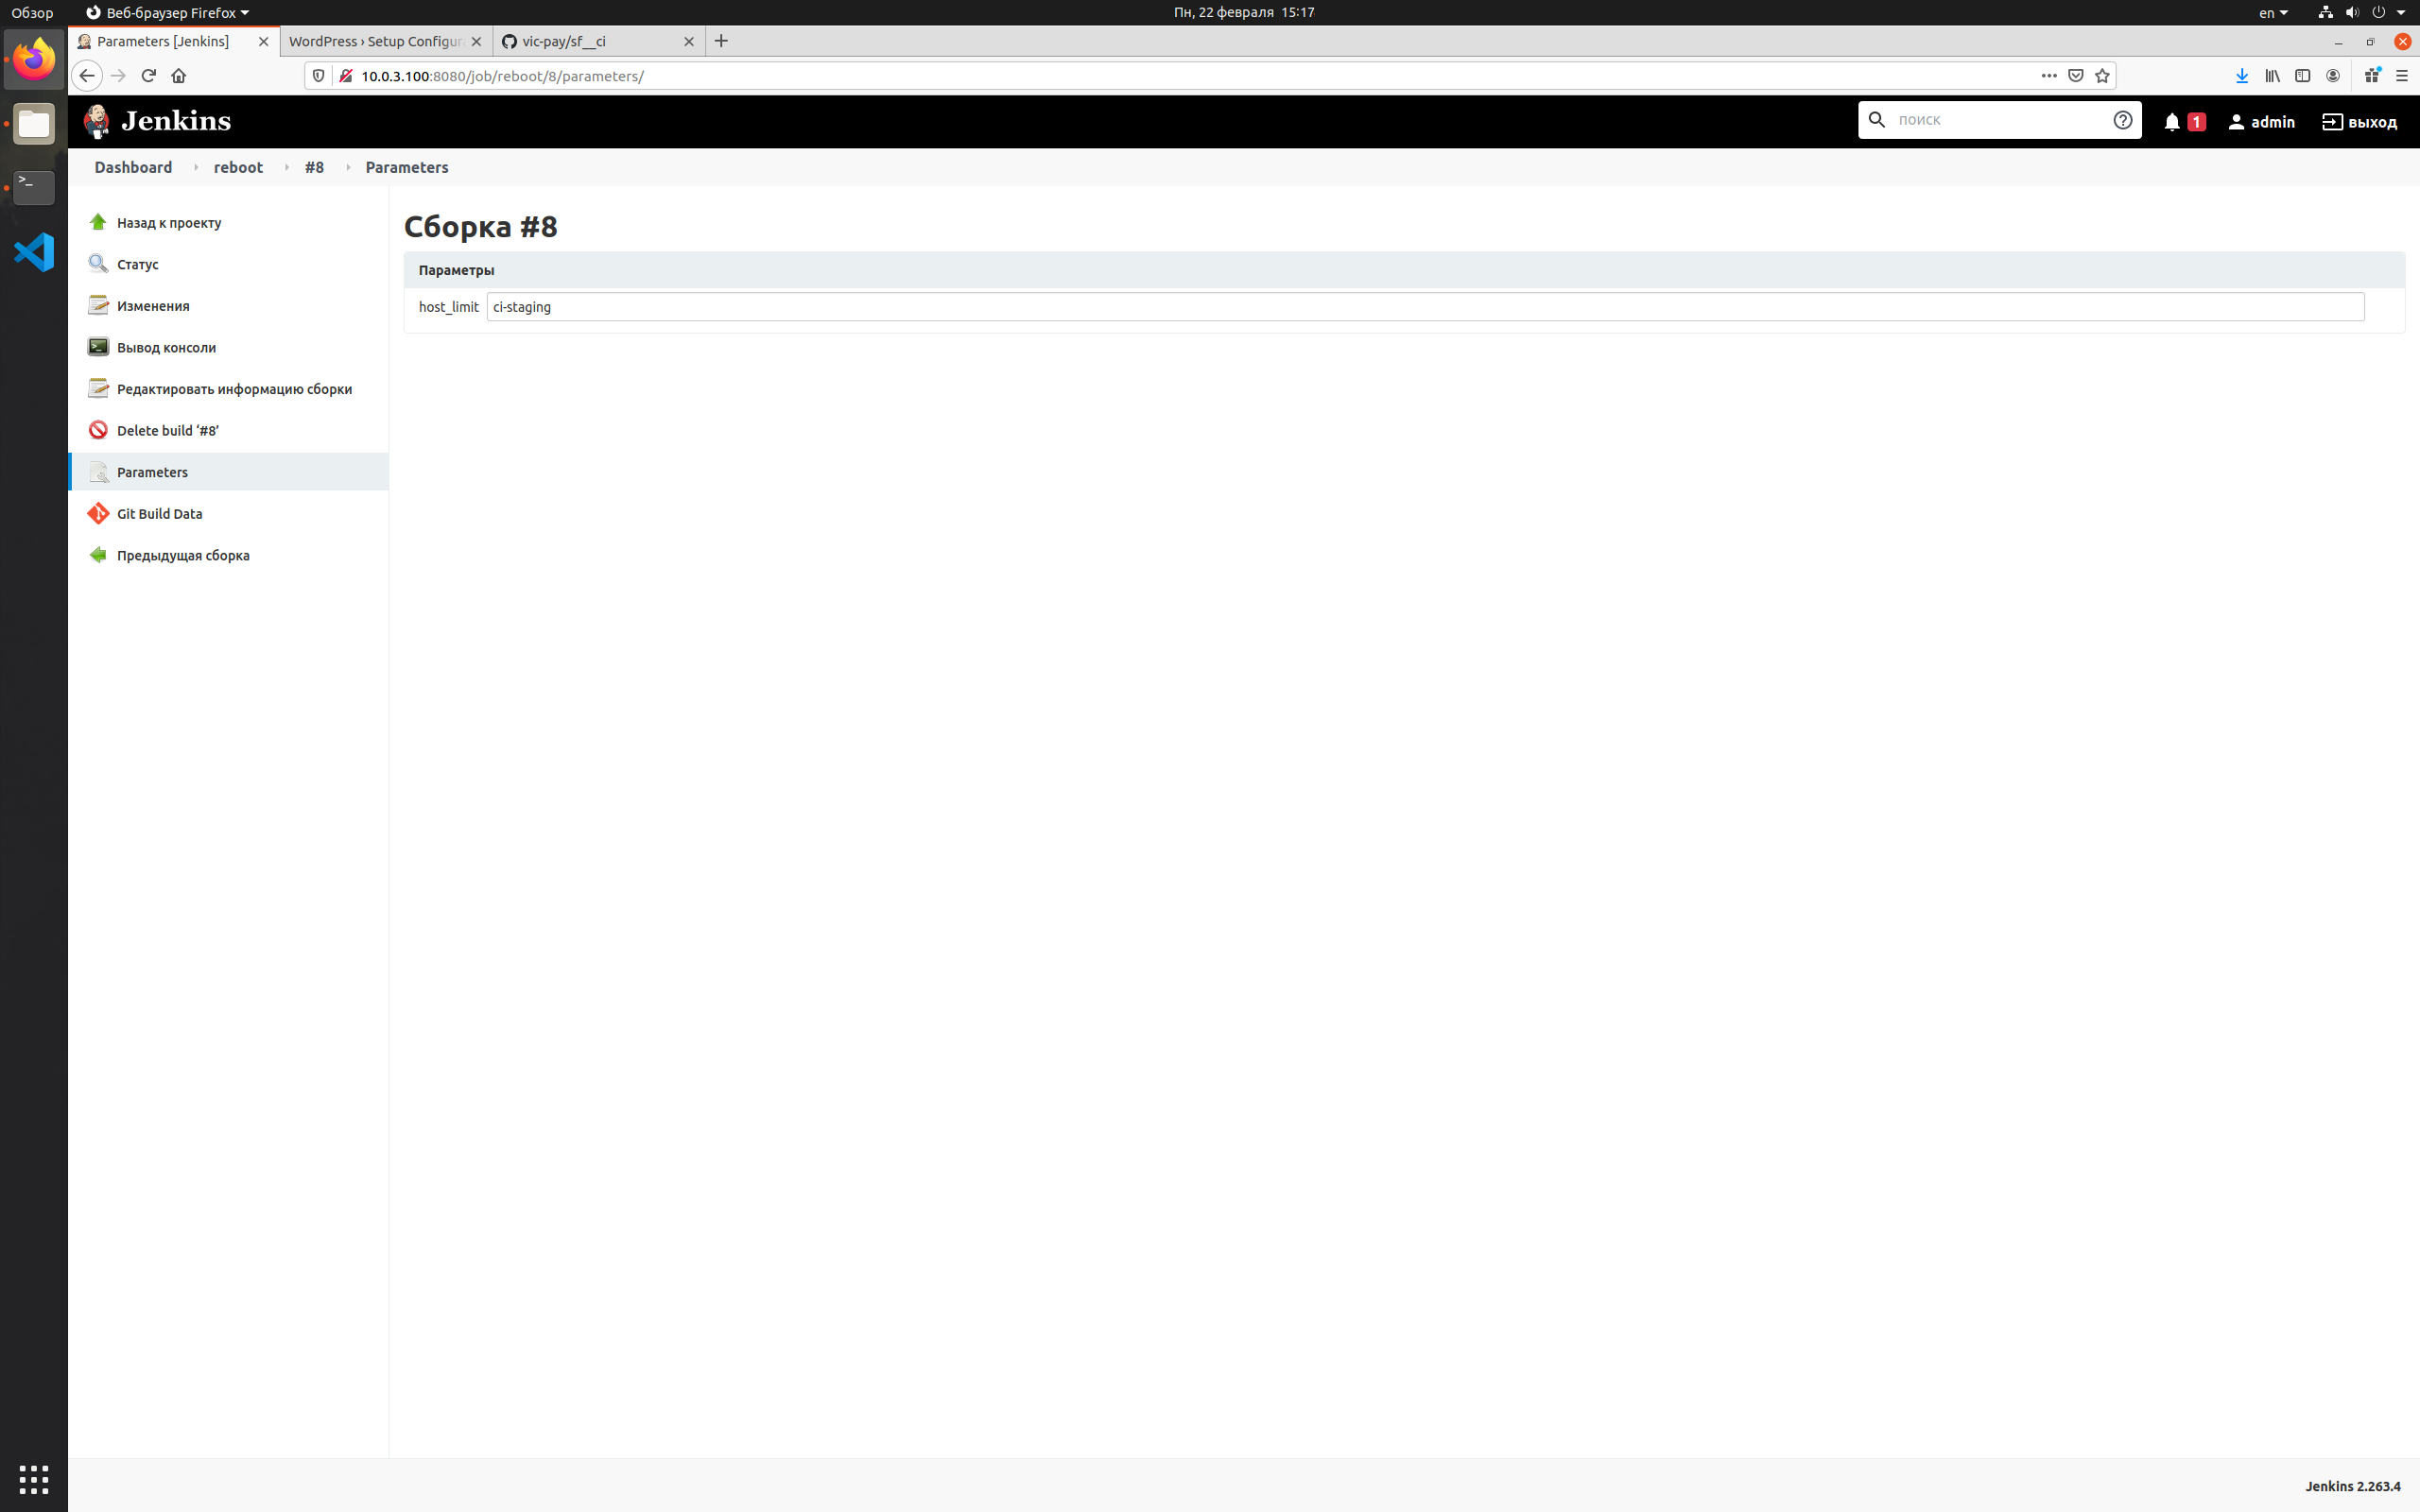 Обзор
Веб-браузер Firefox
Пн, 22 февраля 15:17
en
Parameters [Jenkins]
WordPress › Setup Configur
vic-pay/sf__ci
10.0.3.100:8080/job/reboot/8/parameters/
Jenkins
поиск
1
admin
выход
Dashboard
reboot
#8
Parameters
Назад к проекту
Статус
Изменения
Вывод консоли
Редактировать информацию сборки
Delete build ‘#8’
Parameters
Git Build Data
Предыдущая сборка
Сборка #8
Параметры
host_limit
ci-staging
Jenkins 2.263.4